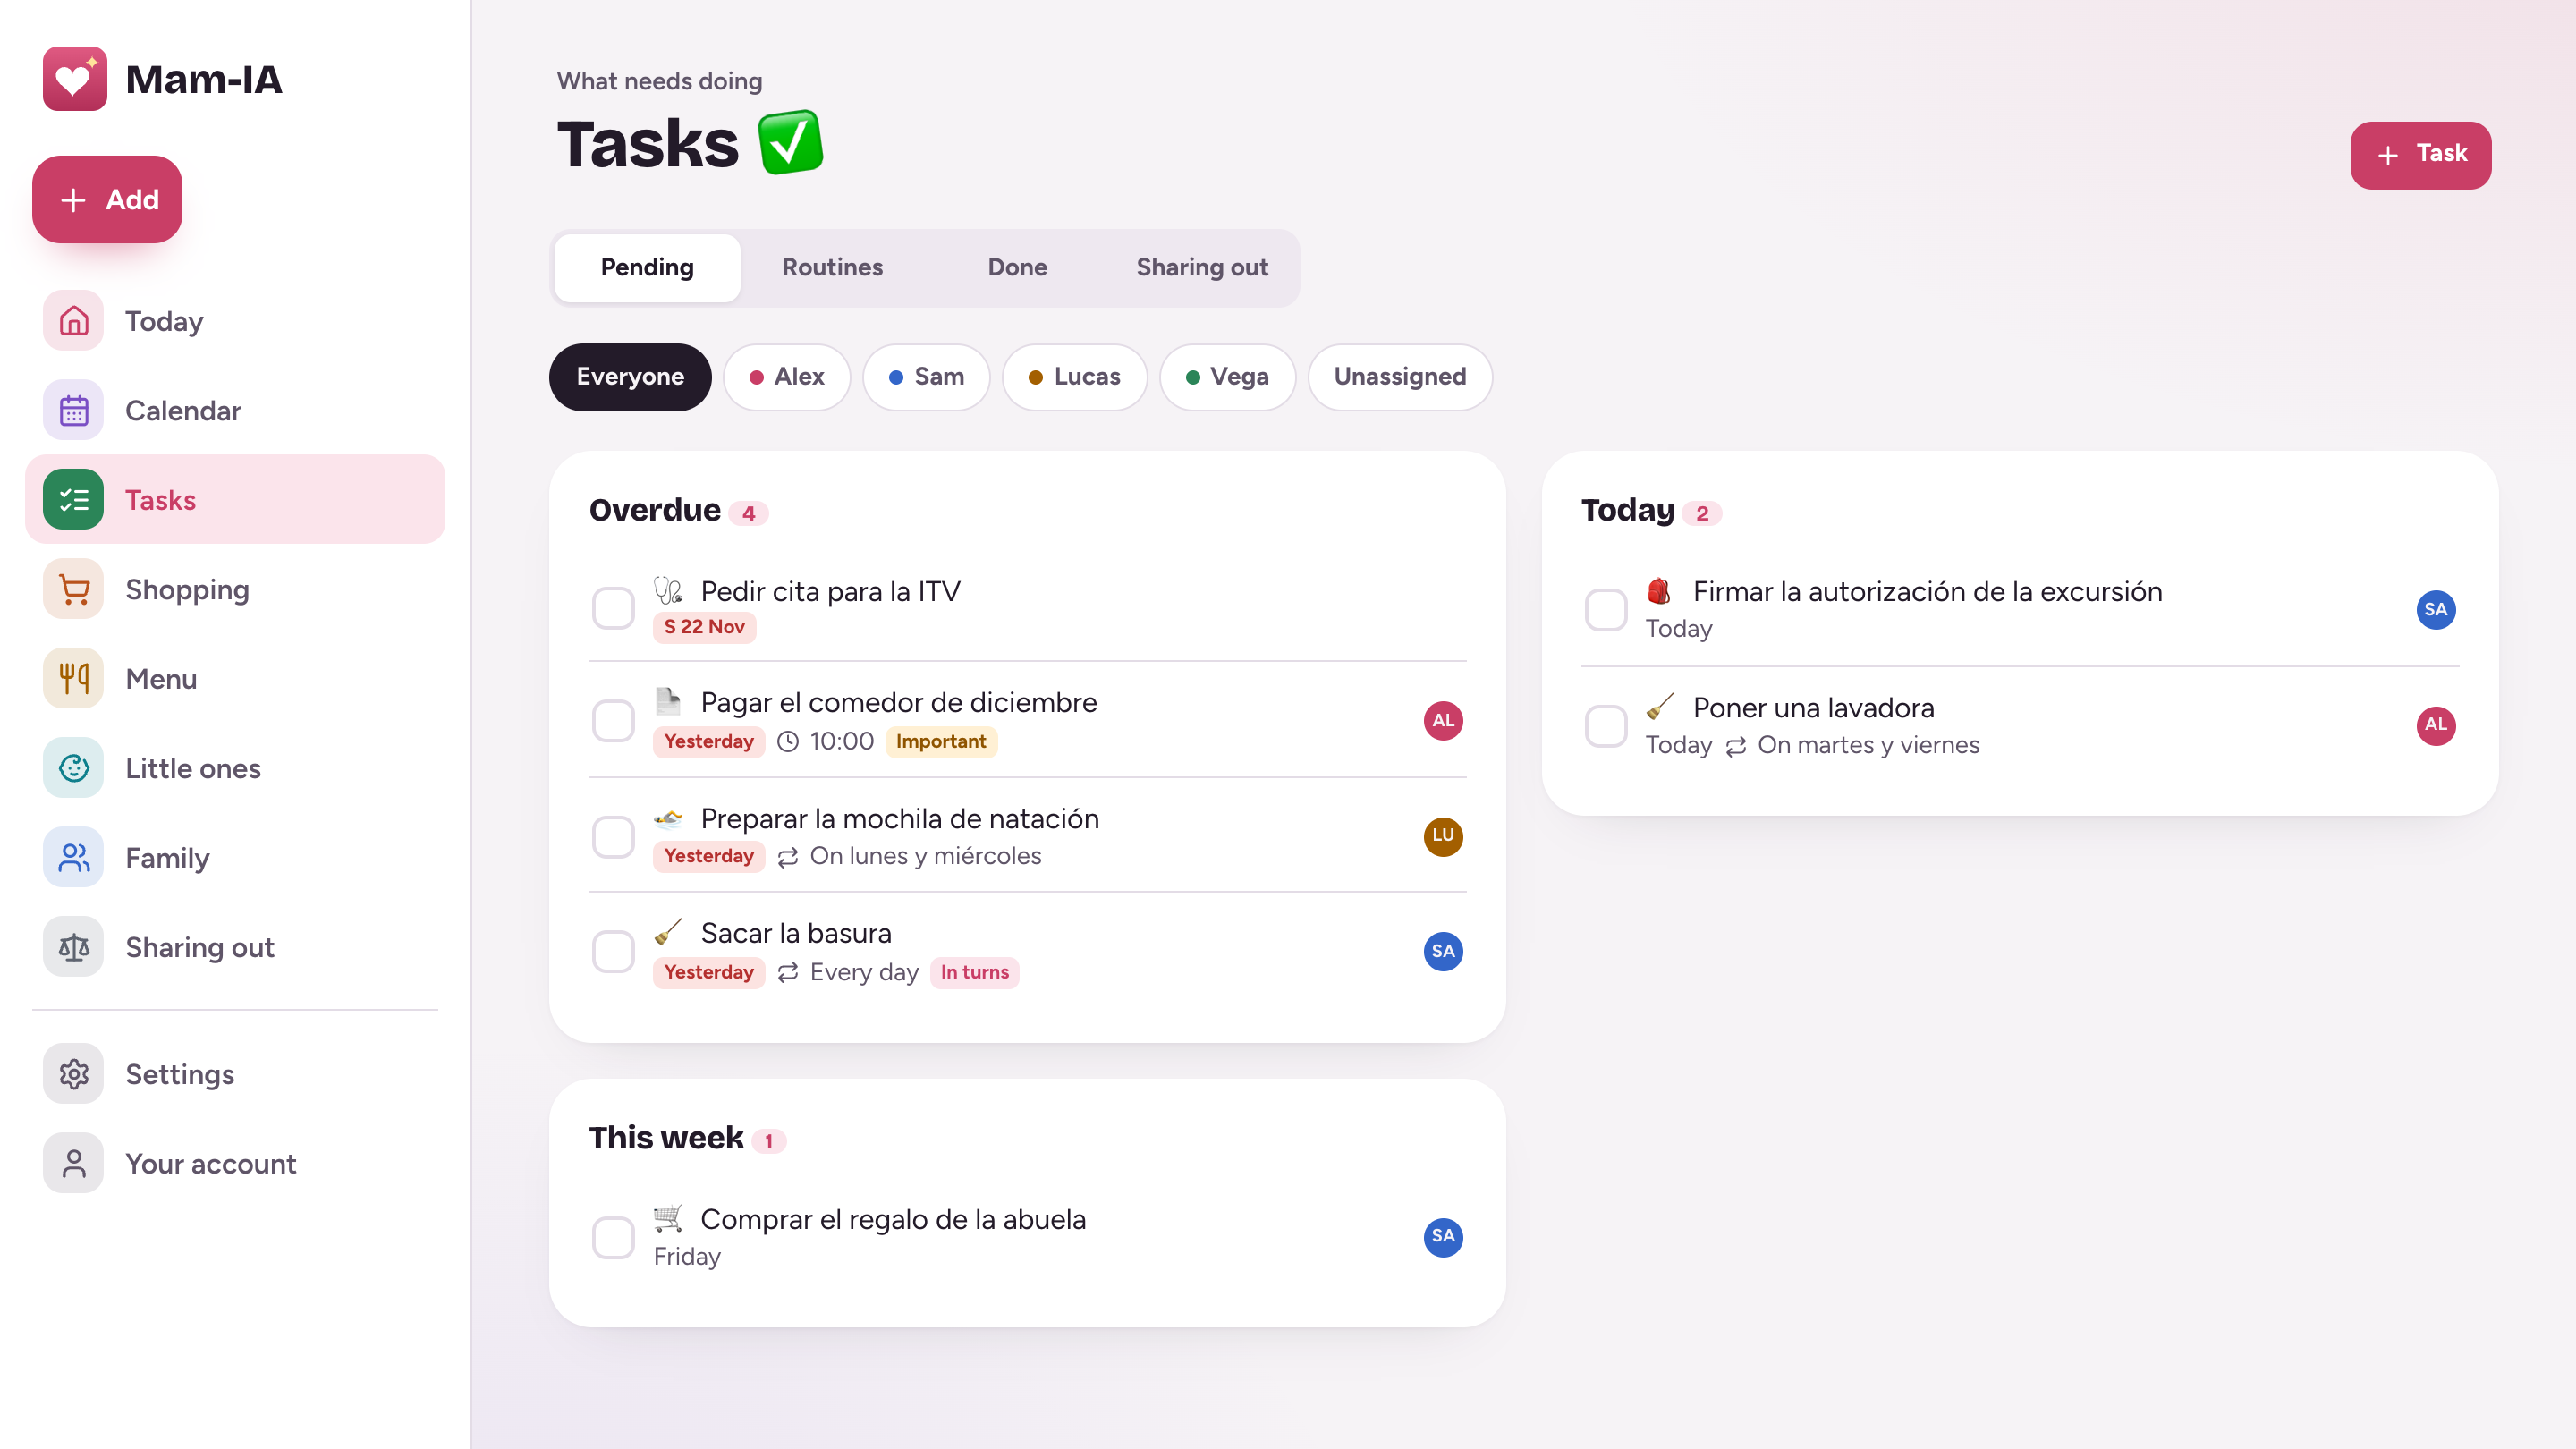 Mam-IA
Add
Today
Calendar
Tasks
Shopping
Menu
Little ones
Family
Sharing out
Settings
Your account
What needs doing
Tasks
Task
Pending
Routines
Done
Sharing out
Everyone
Alex
Sam
Lucas
Vega
Unassigned
Overdue 4
Pedir cita para la ITV
S 22 Nov
Pagar el comedor de diciembre
Yesterday 10:00 Important
AL
Preparar la mochila de natación
Yesterday On lunes y miércoles
LU
Sacar la basura
Yesterday Every day In turns
SA
Today 2
Firmar la autorización de la excursión
Today
SA
Poner una lavadora
Today On martes y viernes
AL
This week 1
Comprar el regalo de la abuela
Friday
SA